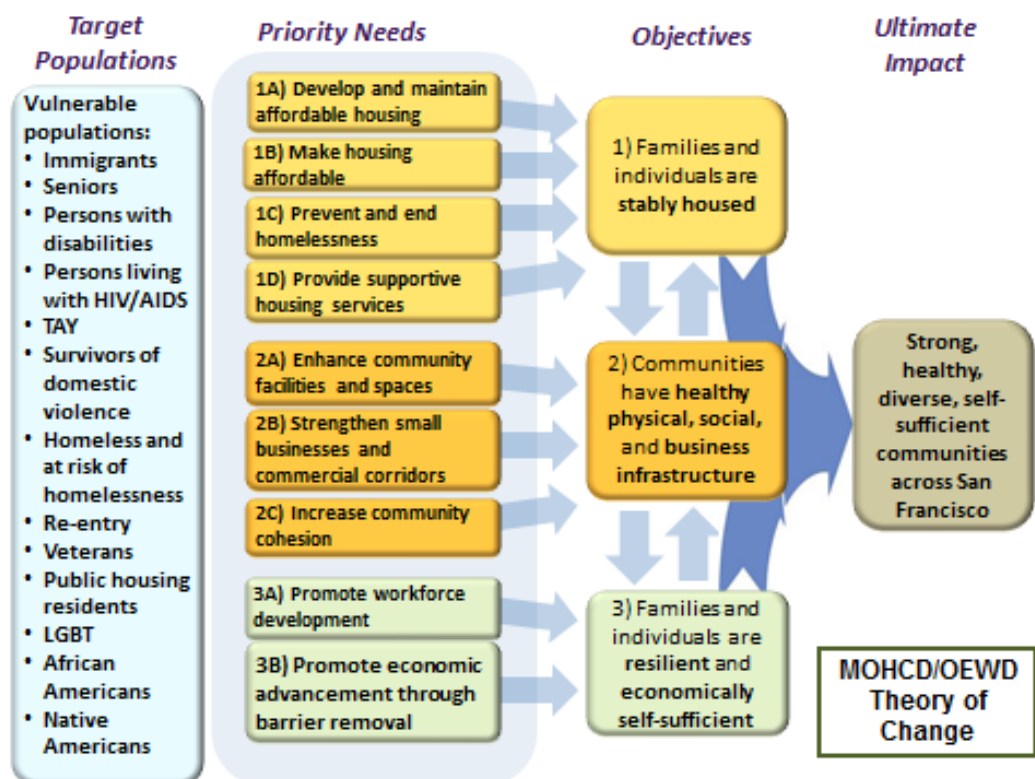 Target
Populations
Priority Needs
Objectives
Ultimate
Impact
Vulnerable
populations:
• Immigrants
• Seniors
• Persons with
disabilities
• Persons living
with HIV/AIDS
• TAY
• Survivors of
domestic
violence
• Homeless and
at risk of
homelessness
• Re-entry
• Veterans
• Public housing
residents
• LGBT
• African
Americans
• Native
Americans
1A) Develop and maintain
affordable housing
1B) Make housing
affordable
1C) Prevent and end
homelessness
1D) Provide supportive
housing services
2A) Enhance community
facilities and spaces
2B) Strengthen small
businesses and
commercial corridors
2C) Increase community
cohesion
3A) Promote workforce
development
3B) Promote economic
advancement through
barrier removal
1) Families and
individuals are
stably housed
2) Communities
have healthy
physical, social,
and business
infrastructure
3) Families and
individuals are
resilient and
economically
self-sufficient
Strong,
healthy,
diverse, self-
sufficient
communities
across San
Francisco
MOHCD/OEWD
Theory of
Change